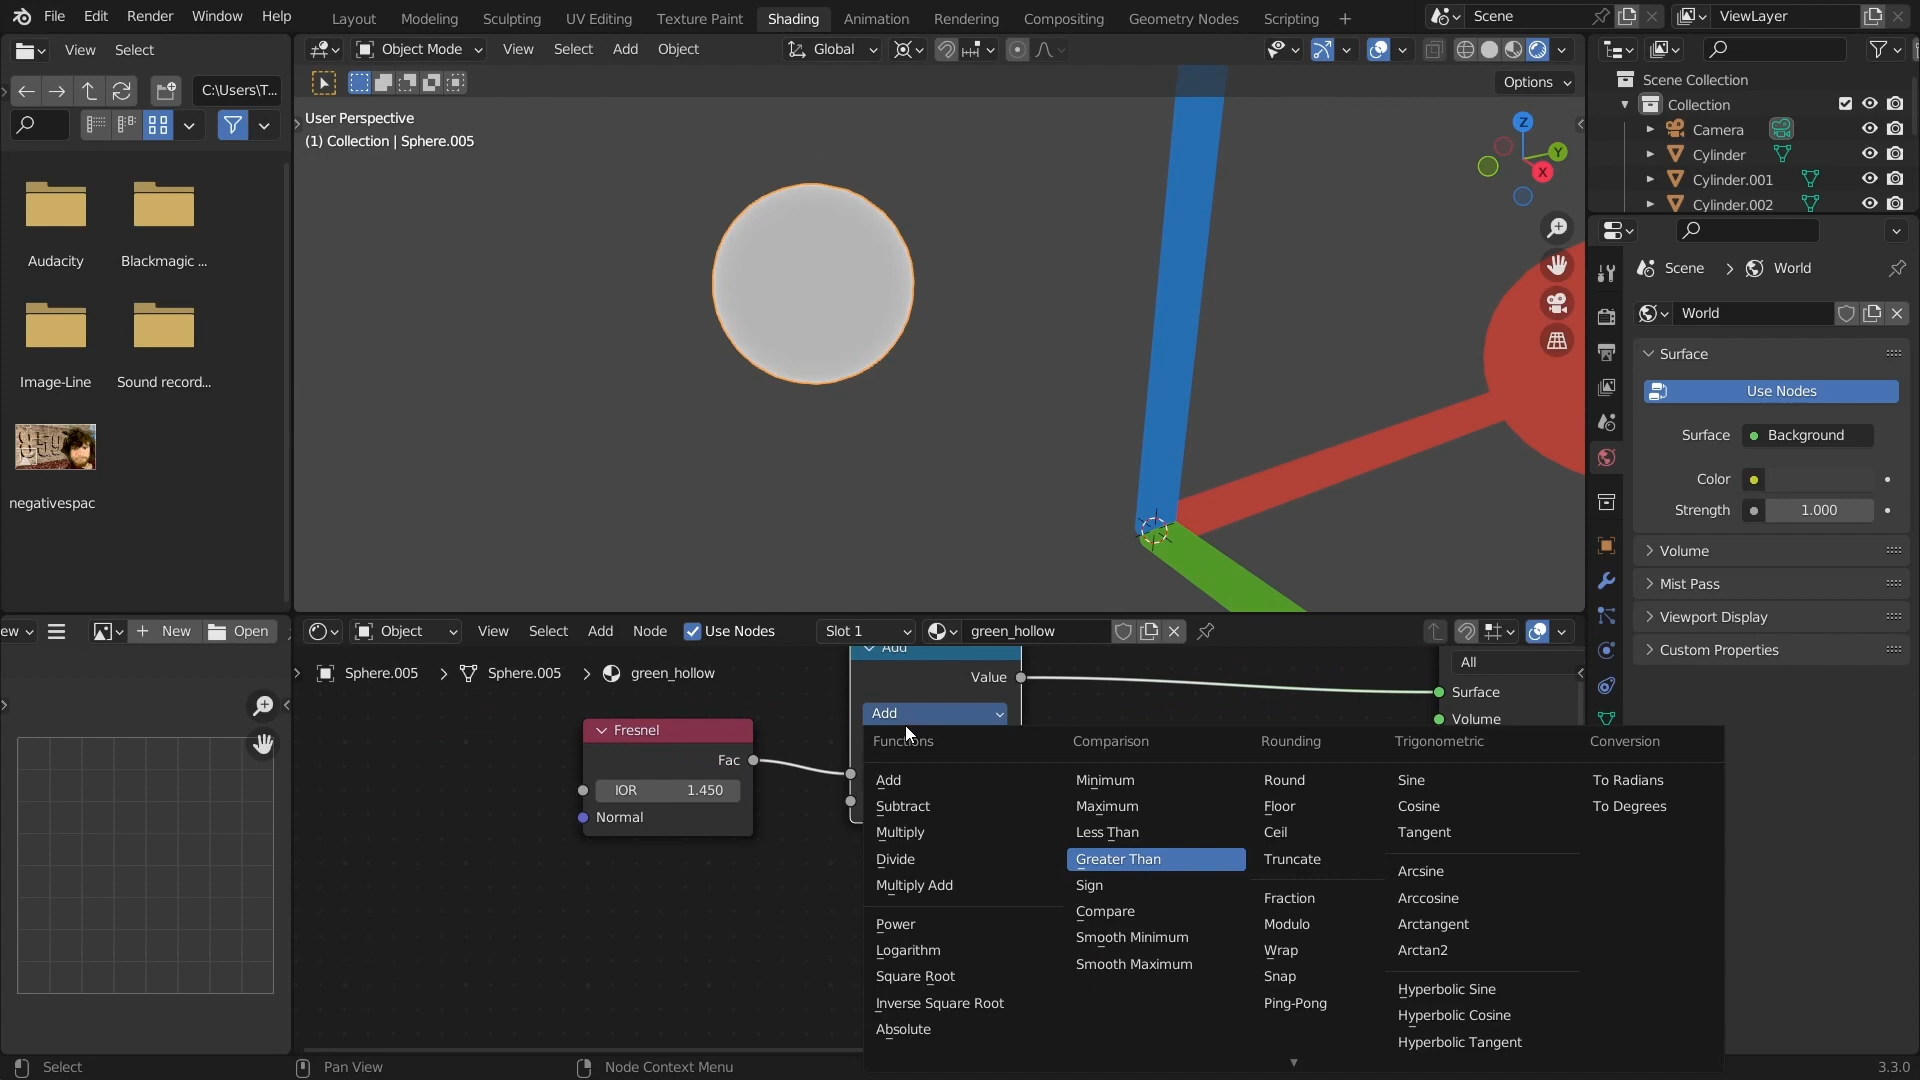 File Edit Render Window Help
Layout Modeling Sculpting UV Editing Texture Paint Shading Animation Rendering Compositing Geometry Nodes Scripting +
Scene
ViewLayer
View Select
Object Mode View Select Add Object
Global
C:\Users\T...
Options
User Perspective
(1) Collection | Sphere.005
Z
Y
X
Audacity
Blackmagic ...
Image-Line
Sound record...
negativespac
Scene Collection
Collection
Camera
Cylinder
Cylinder.001
Cylinder.002
Scene > World
World
Surface
Use Nodes
Surface Background
Color
Strength 1.000
Volume
Mist Pass
Viewport Display
Custom Properties
ew
New
Open
Object View Select Add Node Use Nodes Slot 1 green_hollow
Sphere.005 > Sphere.005 > green_hollow
Add
Value
Add
All
Surface
Volume
Fresnel
Fac
IOR 1.450
Normal
Functions
Add
Subtract
Multiply
Divide
Multiply Add
Power
Logarithm
Square Root
Inverse Square Root
Absolute
Comparison
Minimum
Maximum
Less Than
Greater Than
Sign
Compare
Smooth Minimum
Smooth Maximum
Rounding
Round
Floor
Ceil
Truncate
Fraction
Modulo
Wrap
Snap
Ping-Pong
Trigonometric
Sine
Cosine
Tangent
Arcsine
Arccosine
Arctangent
Arctan2
Hyperbolic Sine
Hyperbolic Cosine
Hyperbolic Tangent
Conversion
To Radians
To Degrees
Select
Pan View
Node Context Menu
3.3.0